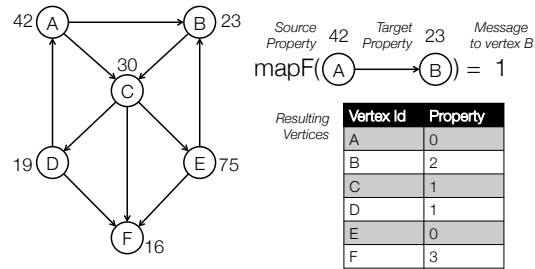 42 A B 23
30
C
19 D E 75
F 16
Source Property 42 Target Property 23 Message to vertex B
mapF( A B ) = 1
Resulting Vertices
Vertex Id Property
A 0
B 2
C 1
D 1
E 0
F 3